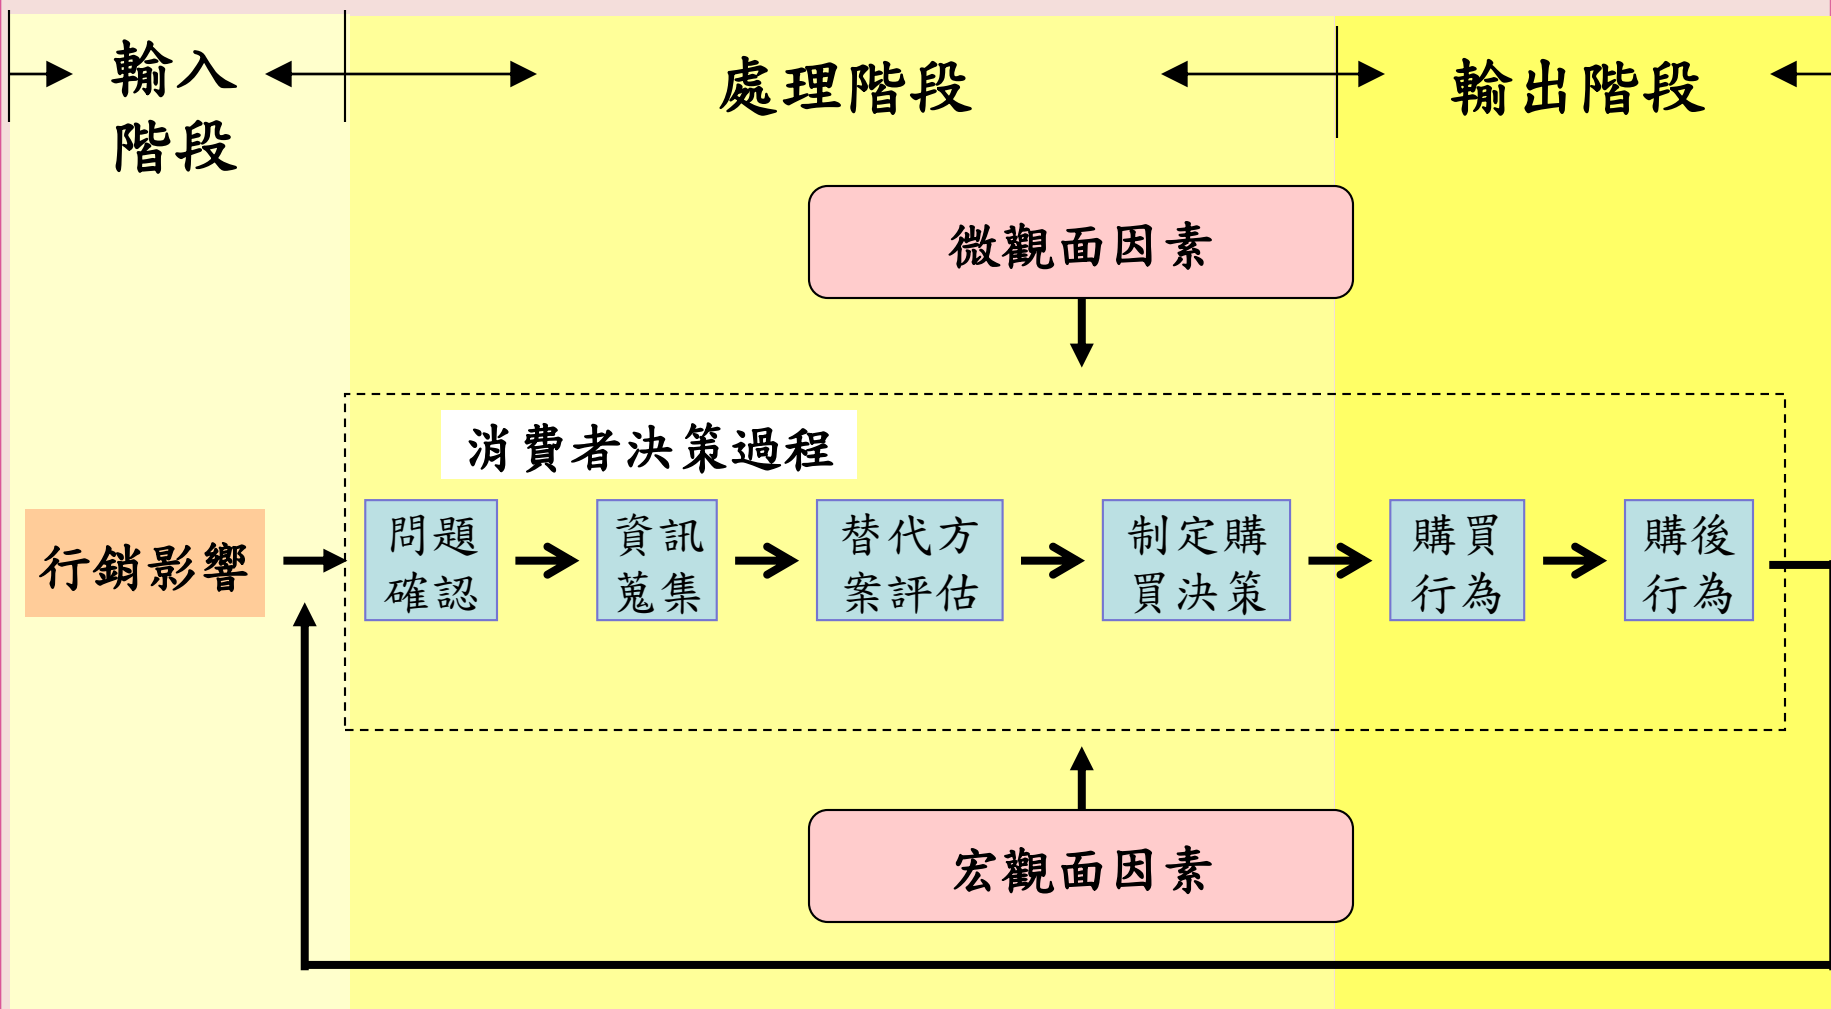 輸入
階段
處理階段
輸出階段
微觀面因素
消費者決策過程
行銷影響
問題
確認
資訊
蒐集
替代方
案評估
制定購
買決策
購買
行為
購後
行為
宏觀面因素